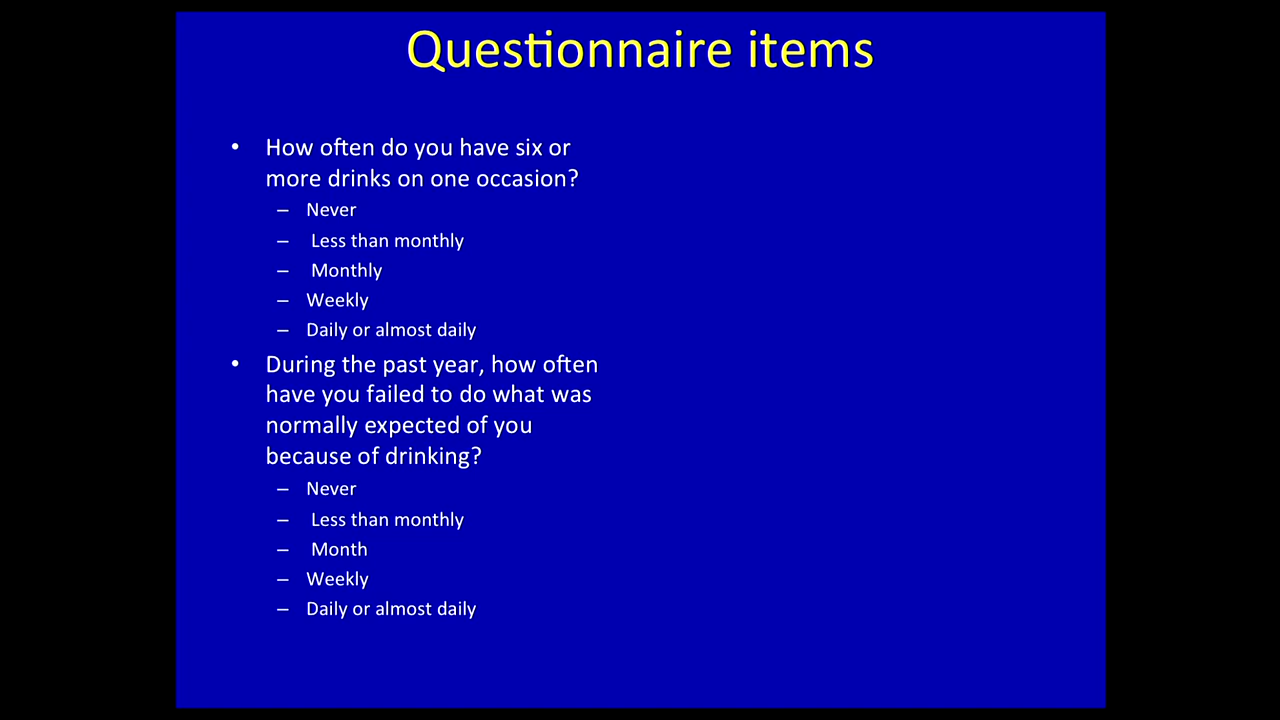 Questionnaire items
• How often do you have six or
more drinks on one occasion?
– Never
– Less than monthly
– Monthly
– Weekly
– Daily or almost daily
• During the past year, how often
have you failed to do what was
normally expected of you
because of drinking?
– Never
– Less than monthly
– Month
– Weekly
– Daily or almost daily